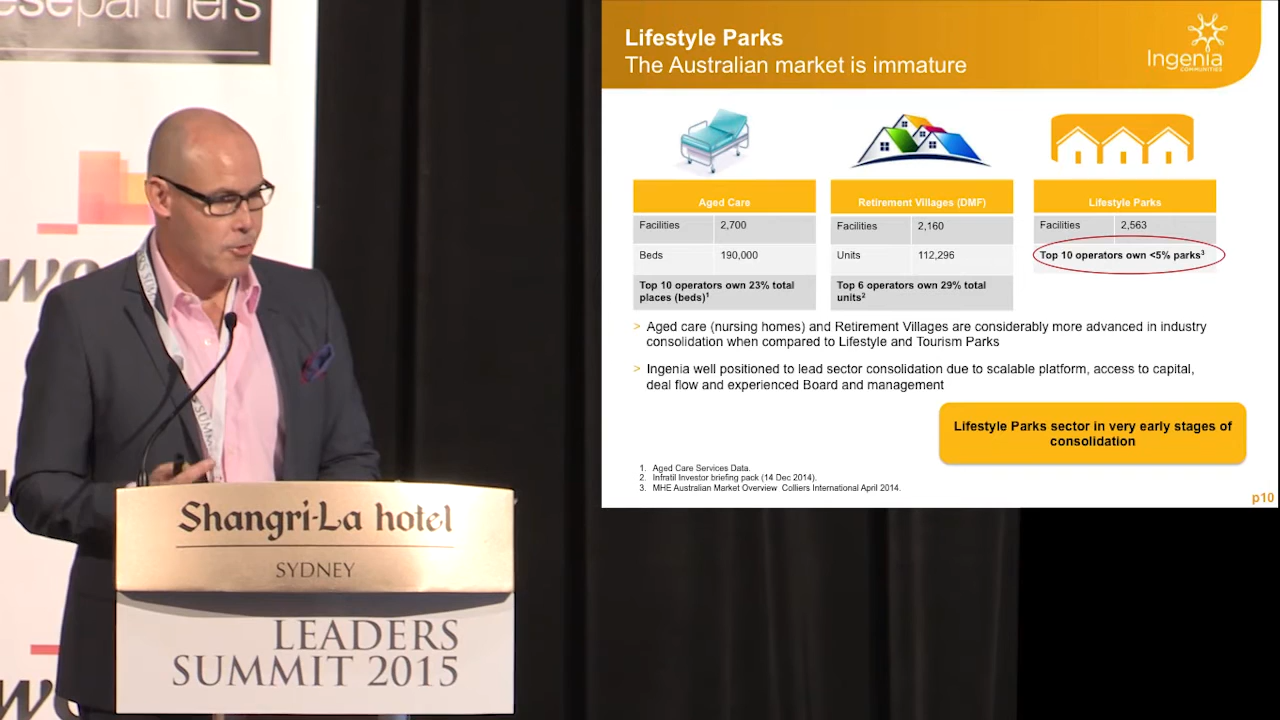 esepartners
SUMM
SUMM
Shangri-La hotel
SYDNEY
LEADERS
SUMMIT 2015
Lifestyle Parks
The Australian market is immature
Ingenia
COMMUNITIES
Aged Care
Facilities 2,700
Beds 190,000
Top 10 operators own 23% total
places (beds)1
Retirement Villages (DMF)
Facilities 2,160
Units 112,296
Top 6 operators own 29% total
units2
Lifestyle Parks
Facilities 2,563
Top 10 operators own <5% parks3
> Aged care (nursing homes) and Retirement Villages are considerably more advanced in industry
consolidation when compared to Lifestyle and Tourism Parks
> Ingenia well positioned to lead sector consolidation due to scalable platform, access to capital,
deal flow and experienced Board and management
Lifestyle Parks sector in very early stages of
consolidation
1. Aged Care Services Data.
2. Infratil Investor briefing pack (14 Dec 2014).
3. MHE Australian Market Overview Colliers International April 2014.
p10